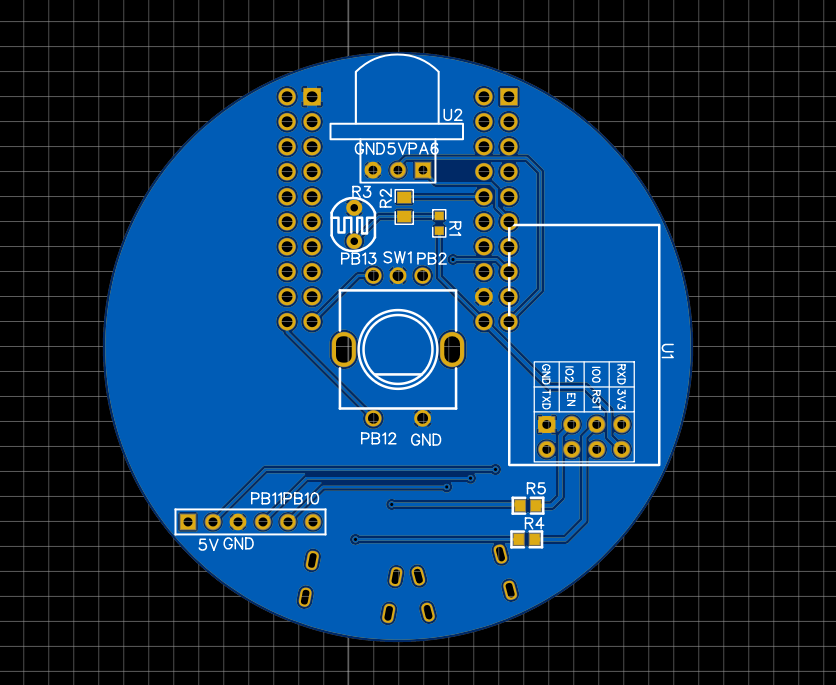 U2
GND5VPA6
R3
R2
R1
PB13 SW1 PB2
U1
GND IO2 IO0 RXD
TXD EN RST 3V3
PB12 GND
R5
PB11PB10
R4
5V GND